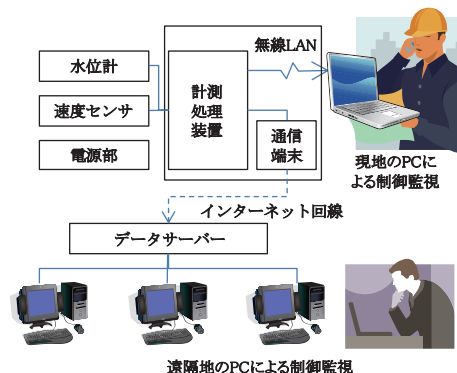 無線LAN
水位計
速度センサ
電源部
計測
処理
装置
通信
端末
現地のPCに
よる制御監視
インターネット回線
データサーバー
遠隔地のPCによる制御監視